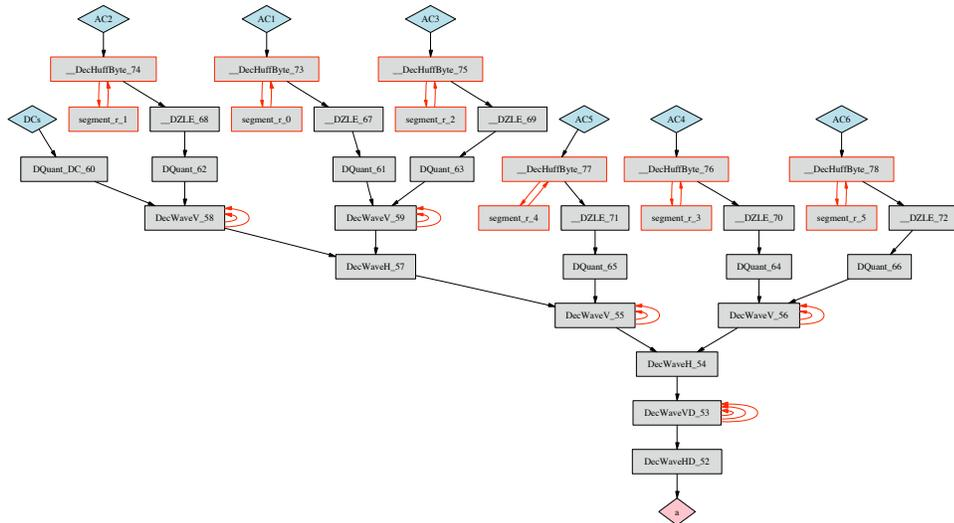 AC2
AC1
AC3
__DecHuffByte_74
__DecHuffByte_73
__DecHuffByte_75
DCs
segment_r_1
__DZLE_68
segment_r_0
__DZLE_67
segment_r_2
__DZLE_69
AC5
AC4
AC6
DQuant_DC_60
DQuant_62
DQuant_61
DQuant_63
__DecHuffByte_77
__DecHuffByte_76
__DecHuffByte_78
DecWaveV_58
DecWaveV_59
segment_r_4
__DZLE_71
segment_r_3
__DZLE_70
segment_r_5
__DZLE_72
DecWaveH_57
DQuant_65
DQuant_64
DQuant_66
DecWaveV_55
DecWaveV_56
DecWaveH_54
DecWaveVD_53
DecWaveHD_52
a